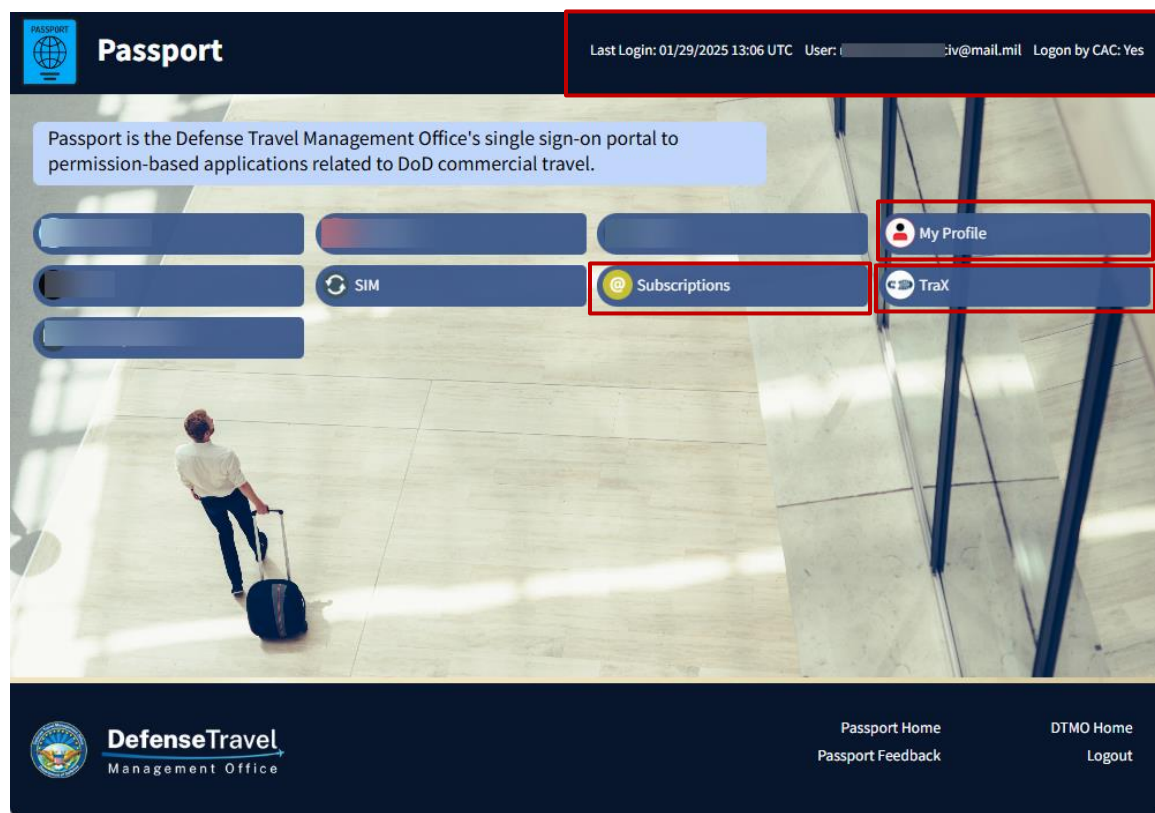 PASSPORT
Passport
Last Login: 01/29/2025 13:06 UTC User: :iv@mail.mil Logon by CAC: Yes
Passport is the Defense Travel Management Office's single sign-on portal to
permission-based applications related to DoD commercial travel.
My Profile
SIM
@ Subscriptions
TraX
DefenseTravel
Management Office
Passport Home
DTMO Home
Passport Feedback
Logout